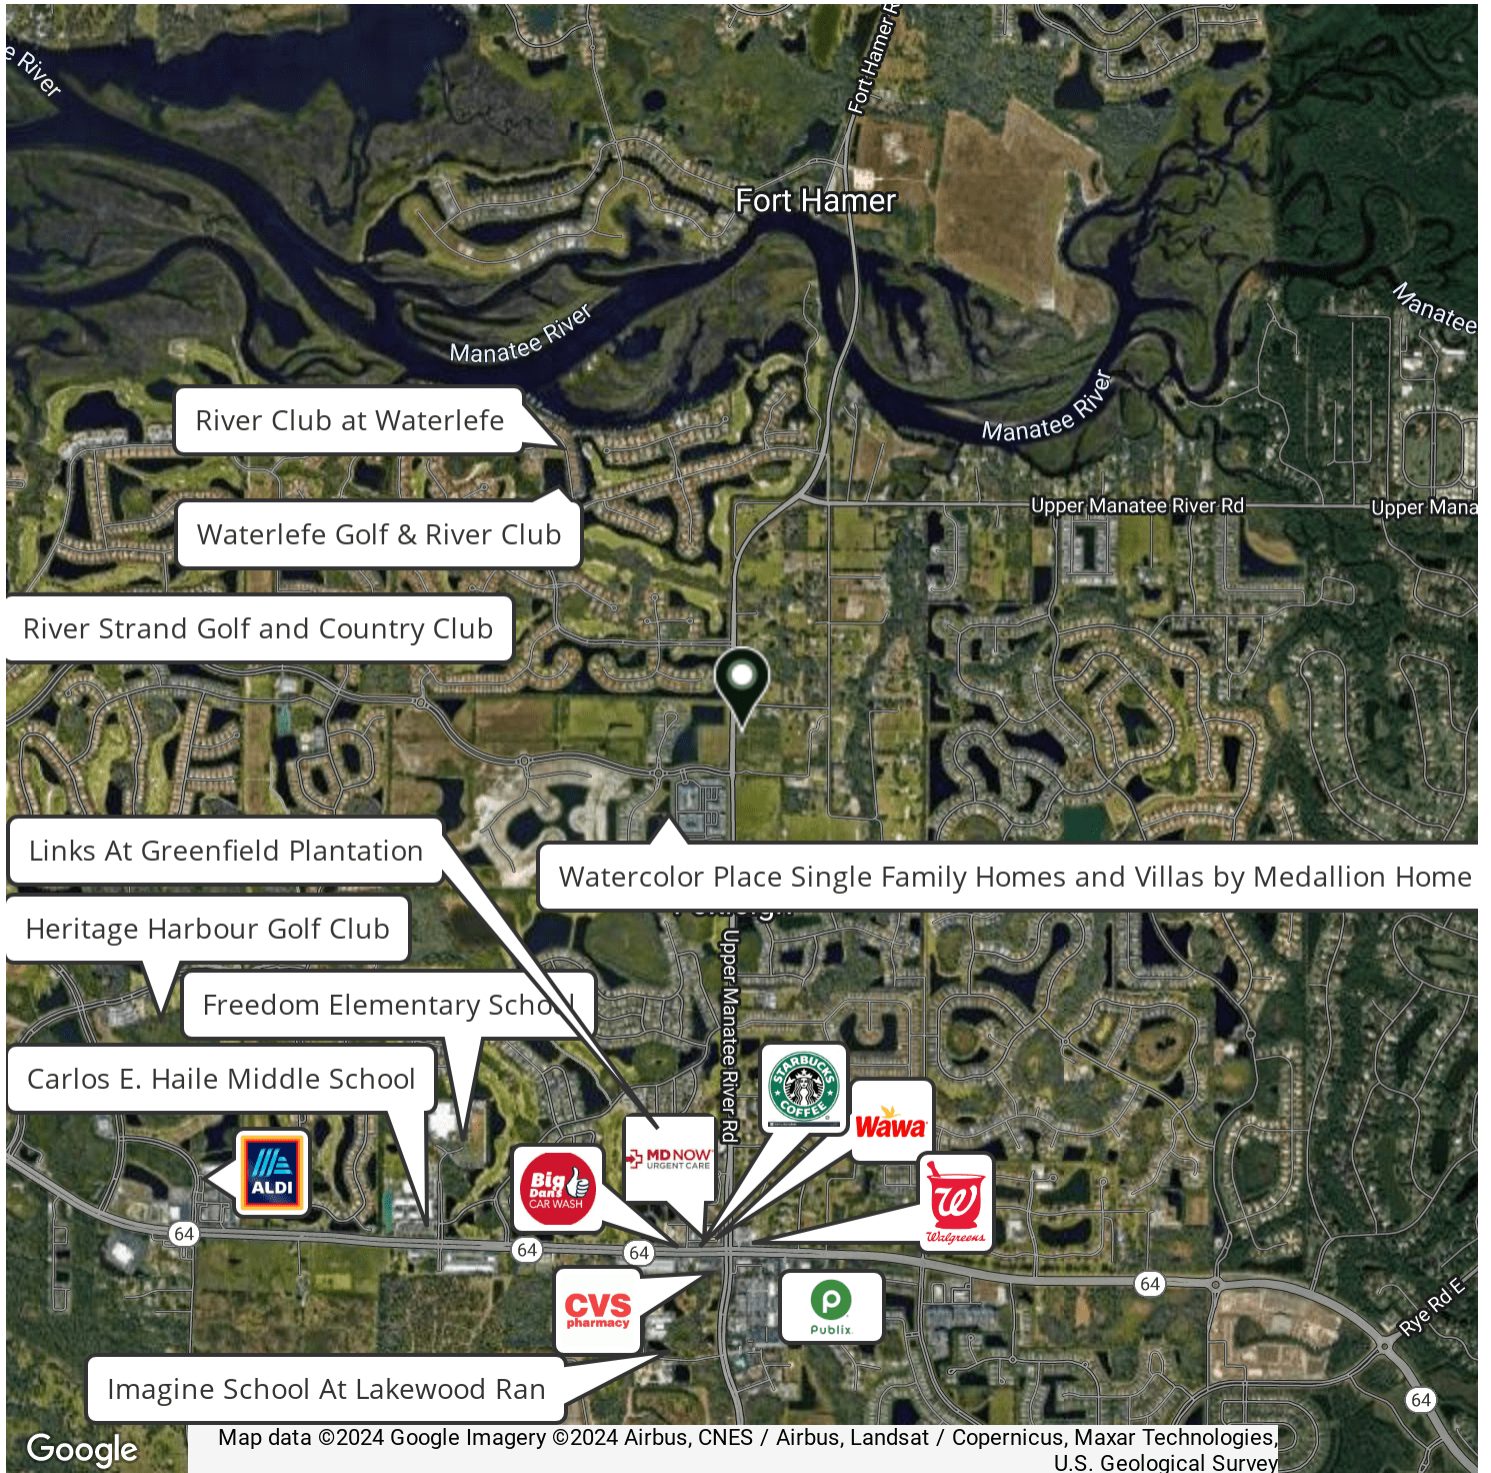 Fort Hamer R
e River
Fort Hamer
Manatee
Manatee River
Manatee River
River Club at Waterlefe
Upper Manatee River Rd
Upper Mana
Waterlefe Golf & River Club
River Strand Golf and Country Club
Links At Greenfield Plantation
Watercolor Place Single Family Homes and Villas by Medallion Home
Heritage Harbour Golf Club
Upper Manatee River Rd
Freedom Elementary School
Carlos E. Haile Middle School
STARBUCKS
COFFEE
Wawa
MD NOW
URGENT CARE
ALDI
Big
Dan's
CAR WASH
Walgreens
64
64
64
64
CVS
pharmacy
Publix
Rye Rd E
Imagine School At Lakewood Ran
64
Google
Map data ©2024 Google Imagery ©2024 Airbus, CNES / Airbus, Landsat / Copernicus, Maxar Technologies,
U.S. Geological Survey